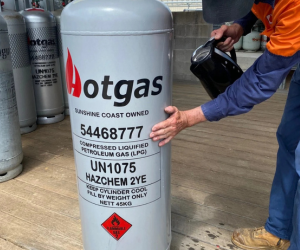 Hotgas
SUNSHINE COAST OWNED
54468777
COMPRESSED LIQUIFIED
PETROLEUM GAS (LPG)
UN1075
HAZCHEM 2YE
KEEP CYLINDER COOL
FILL BY WEIGHT ONLY
NETT 45KG